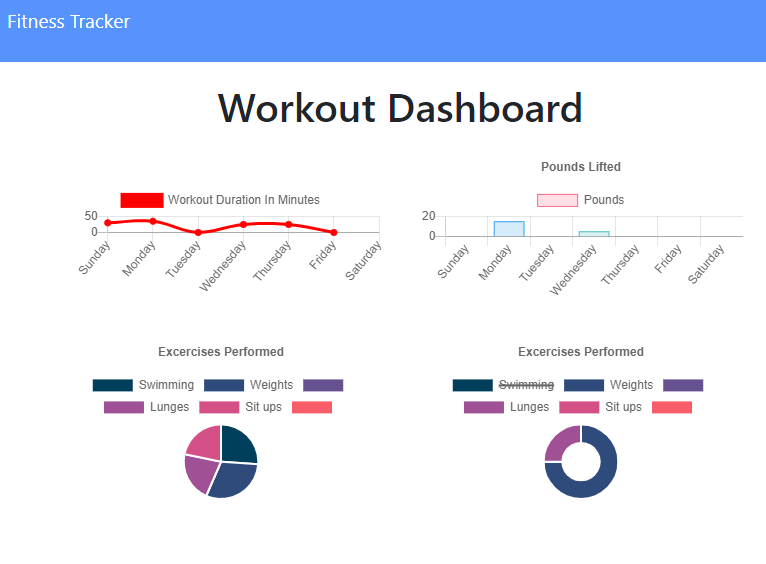 Fitness Tracker
Workout Dashboard
Workout Duration In Minutes
50
0
Sunday Monday Tuesday Wednesday Thursday Friday Saturday
Pounds Lifted
Pounds
20
0
Sunday Monday Tuesday Wednesday Thursday Friday Saturday
Excercises Performed
Swimming Weights
Lunges Sit ups
Excercises Performed
Swimming Weights
Lunges Sit ups